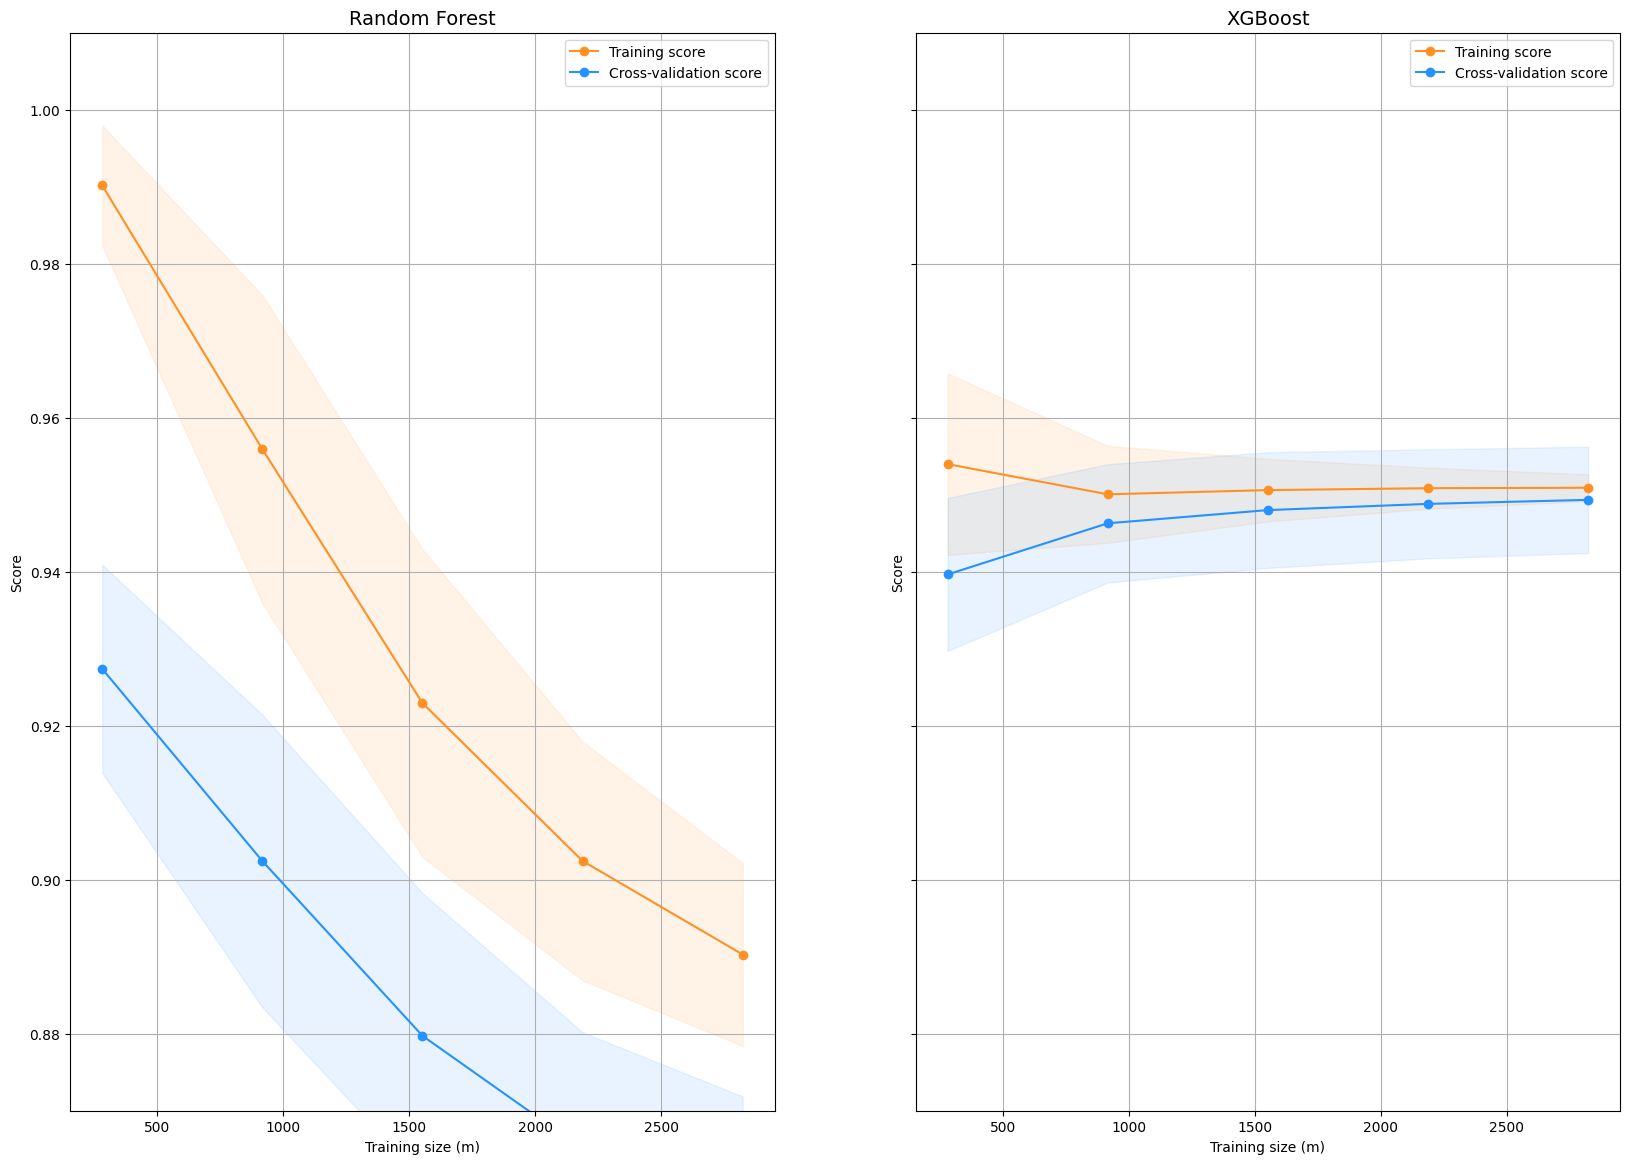 Random Forest
Training score
Cross-validation score
1.00
0.98
0.96
0.94
0.92
0.90
0.88
Score
500
1000
1500
2000
2500
Training size (m)
XGBoost
Training score
Cross-validation score
Score
500
1000
1500
2000
2500
Training size (m)